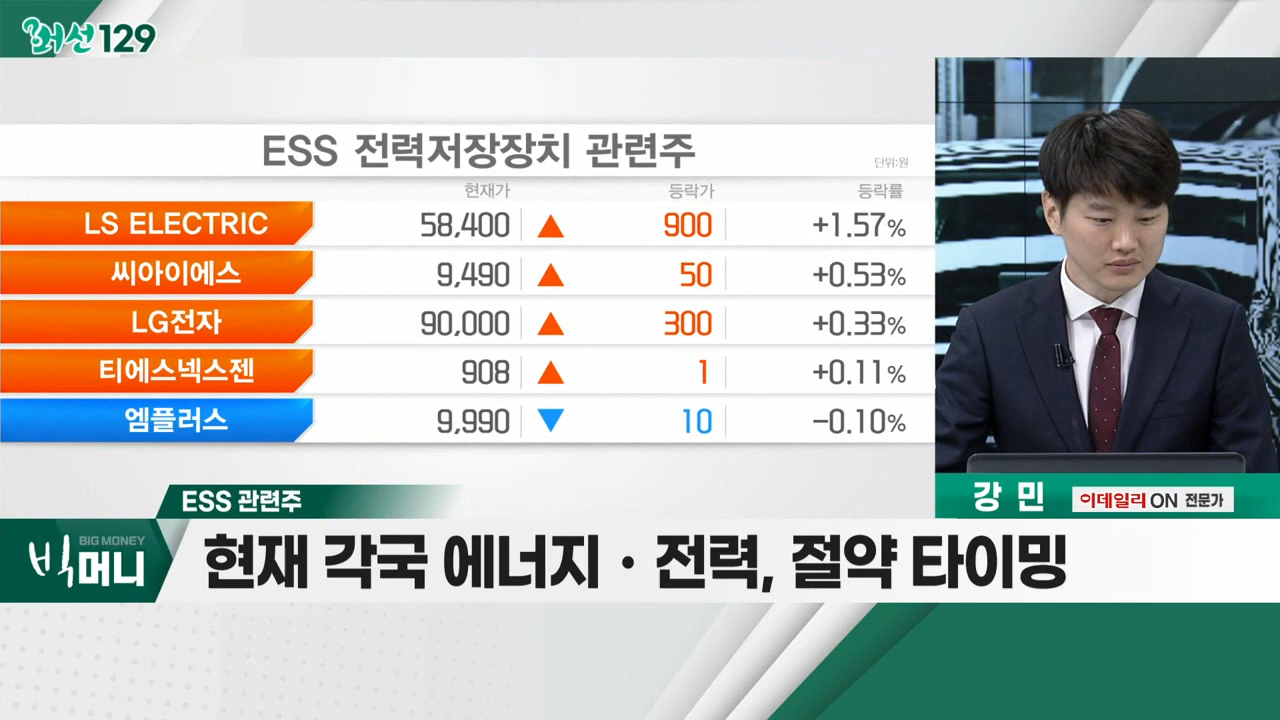 최선129
ESS 전력저장장치 관련주
단위:원
현재가 등락가 등락률
LS ELECTRIC 58,400 ▲ 900 +1.57%
씨아이에스 9,490 ▲ 50 +0.53%
LG전자 90,000 ▲ 300 +0.33%
티에스넥스젠 908 ▲ 1 +0.11%
엠플러스 9,990 ▼ 10 -0.10%
강 민 이데일리ON 전문가
ESS 관련주
BIG MONEY
빅머니
현재 각국 에너지·전력, 절약 타이밍